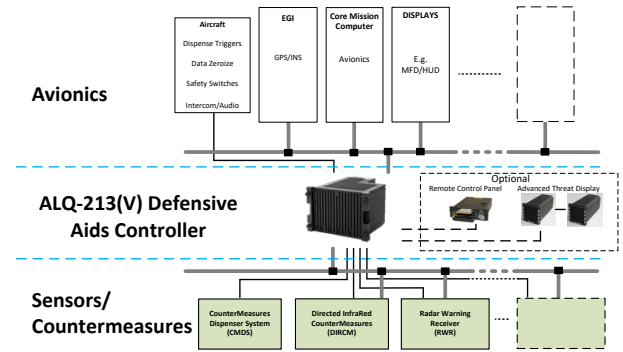 Aircraft
Dispense Triggers
Data Zeroize
Safety Switches
Intercom/Audio
EGI
GPS/INS
Core Mission
Computer
Avionics
DISPLAYS
E.g.
MFD/HUD
Avionics
ALQ-213(V) Defensive
Aids Controller
Optional
Remote Control Panel
Advanced Threat Display
Sensors/
Countermeasures
CounterMeasures
Dispenser System
(CMDS)
Directed InfraRed
CounterMeasures
(DIRCM)
Radar Warning
Receiver
(RWR)